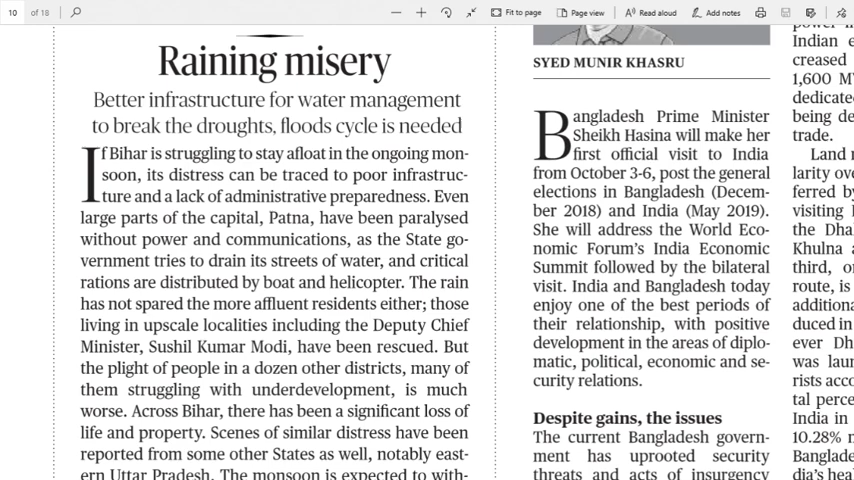 10 of 18
Fit to page
Page view
Read aloud
Add notes
Raining misery
Better infrastructure for water management
to break the droughts, floods cycle is needed
If Bihar is struggling to stay afloat in the ongoing mon-
soon, its distress can be traced to poor infrastruc-
ture and a lack of administrative preparedness. Even
large parts of the capital, Patna, have been paralysed
without power and communications, as the State go-
vernment tries to drain its streets of water, and critical
rations are distributed by boat and helicopter. The rain
has not spared the more affluent residents either; those
living in upscale localities including the Deputy Chief
Minister, Sushil Kumar Modi, have been rescued. But
the plight of people in a dozen other districts, many of
them struggling with underdevelopment, is much
worse. Across Bihar, there has been a significant loss of
life and property. Scenes of similar distress have been
reported from some other States as well, notably east-
ern Uttar Pradesh. The monsoon is expected to with-
SYED MUNIR KHASRU
Bangladesh Prime Minister
Sheikh Hasina will make her
first official visit to India
from October 3-6, post the general
elections in Bangladesh (Decem-
ber 2018) and India (May 2019).
She will address the World Eco-
nomic Forum's India Economic
Summit followed by the bilateral
visit. India and Bangladesh today
enjoy one of the best periods of
their relationship, with positive
development in the areas of diplo-
matic, political, economic and se-
curity relations.
Despite gains, the issues
The current Bangladesh govern-
ment has uprooted security
threats and acts of insurgency
Indian e
creased
1,600 M
dedicate
being de
trade.
Land r
larity ov
ferred b
visiting
the Dha
Khulna a
third, o
route, is
additiona
duced in
ever Dh
was laun
rists acco
tal perce
India in
10.28% n
Banglade
dia's heal